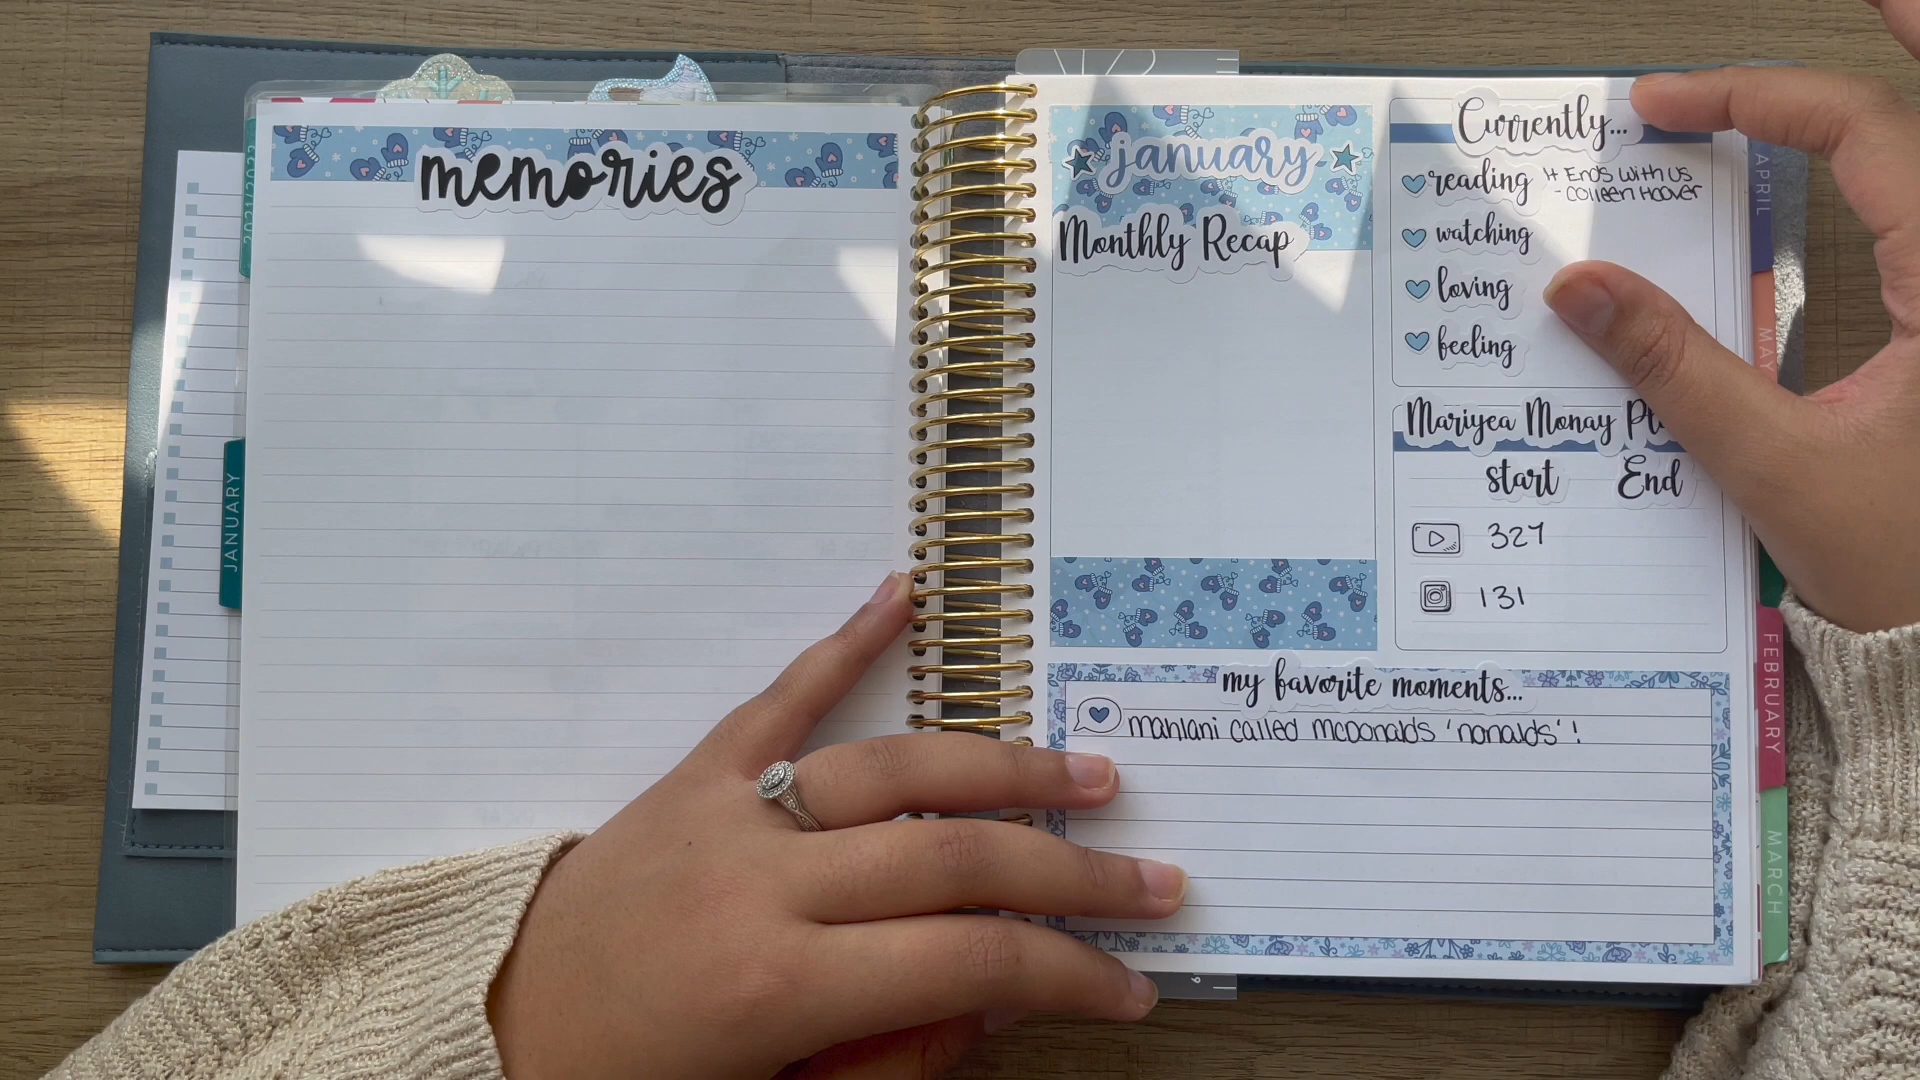 2021/2022
JANUARY
memories
january
Monthly Recap
Currently...
reading It Ends With Us
- Colleen Hoover
watching
loving
feeling
Mariyea Monay
start End
327
131
my favorite moments...
mahlani called mcDonalds 'nonalds' !
APRIL
MAY
FEBRUARY
MARCH